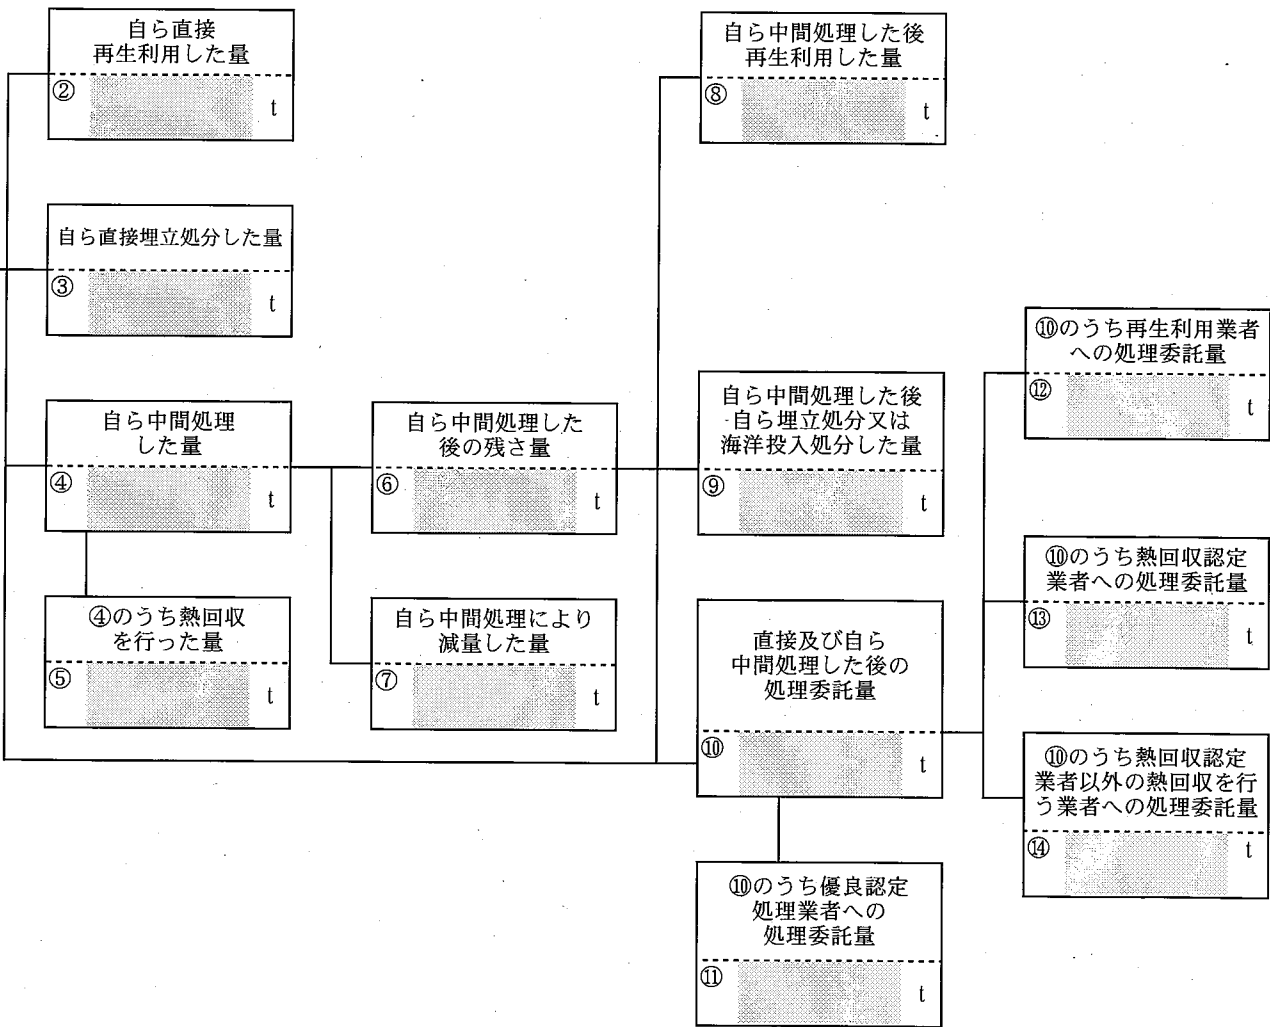 自ら直接
再生利用した量
②
t
自ら直接埋立処分した量
③
t
自ら中間処理
した量
④
t
④のうち熱回収
を行った量
⑤
t
自ら中間処理した
後の残さ量
⑥
t
自ら中間処理により
減量した量
⑦
t
自ら中間処理した後
再生利用した量
⑧
t
自ら中間処理した後
自ら埋立処分又は
海洋投入処分した量
⑨
t
直接及び自ら
中間処理した後の
処理委託量
⑩
t
⑩のうち優良認定
処理業者への
処理委託量
⑪
t
⑩のうち再生利用業者
への処理委託量
⑫
t
⑩のうち熱回収認定
業者への処理委託量
⑬
t
⑩のうち熱回収認定
業者以外の熱回収を行
う業者への処理委託量
⑭
t